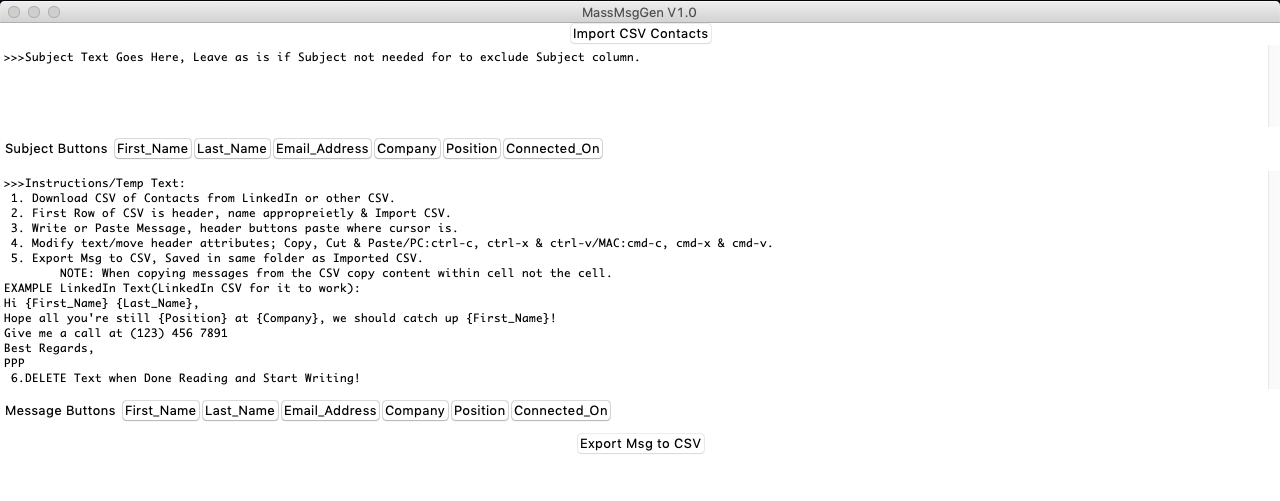 MassMsgGen V1.0
Import CSV Contacts
>>>Subject Text Goes Here, Leave as is if Subject not needed for to exclude Subject column.
Subject Buttons First_Name Last_Name Email_Address Company Position Connected_On
>>>Instructions/Temp Text:
1. Download CSV of Contacts from LinkedIn or other CSV.
2. First Row of CSV is header, name appropreietly & Import CSV.
3. Write or Paste Message, header buttons paste where cursor is.
4. Modify text/move header attributes; Copy, Cut & Paste/PC:ctrl-c, ctrl-x & ctrl-v/MAC:cmd-c, cmd-x & cmd-v.
5. Export Msg to CSV, Saved in same folder as Imported CSV.
NOTE: When copying messages from the CSV copy content within cell not the cell.
EXAMPLE LinkedIn Text(LinkedIn CSV for it to work):
Hi {First_Name} {Last_Name},
Hope all you're still {Position} at {Company}, we should catch up {First_Name}!
Give me a call at (123) 456 7891
Best Regards,
PPP
6.DELETE Text when Done Reading and Start Writing!
Message Buttons First_Name Last_Name Email_Address Company Position Connected_On
Export Msg to CSV